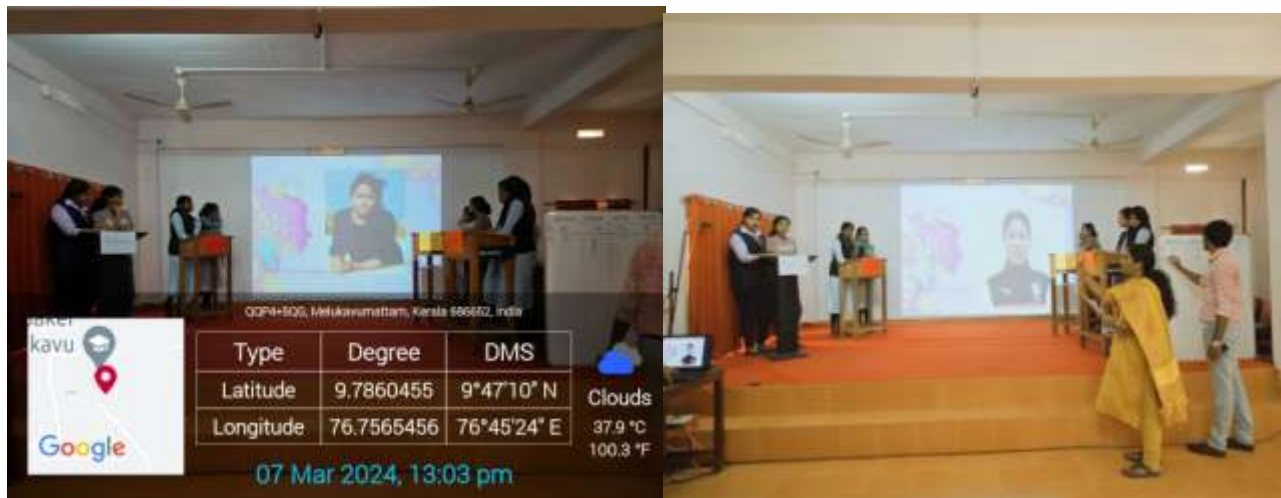 QQP4+5QG, Melukavumattam, Kerala 686652, India
kavu
Google
Type Degree DMS
Latitude 9.7860455 9°47'10" N
Longitude 76.7565456 76°45'24" E
Clouds
37.9 °C
100.3 °F
07 Mar 2024, 13:03 pm